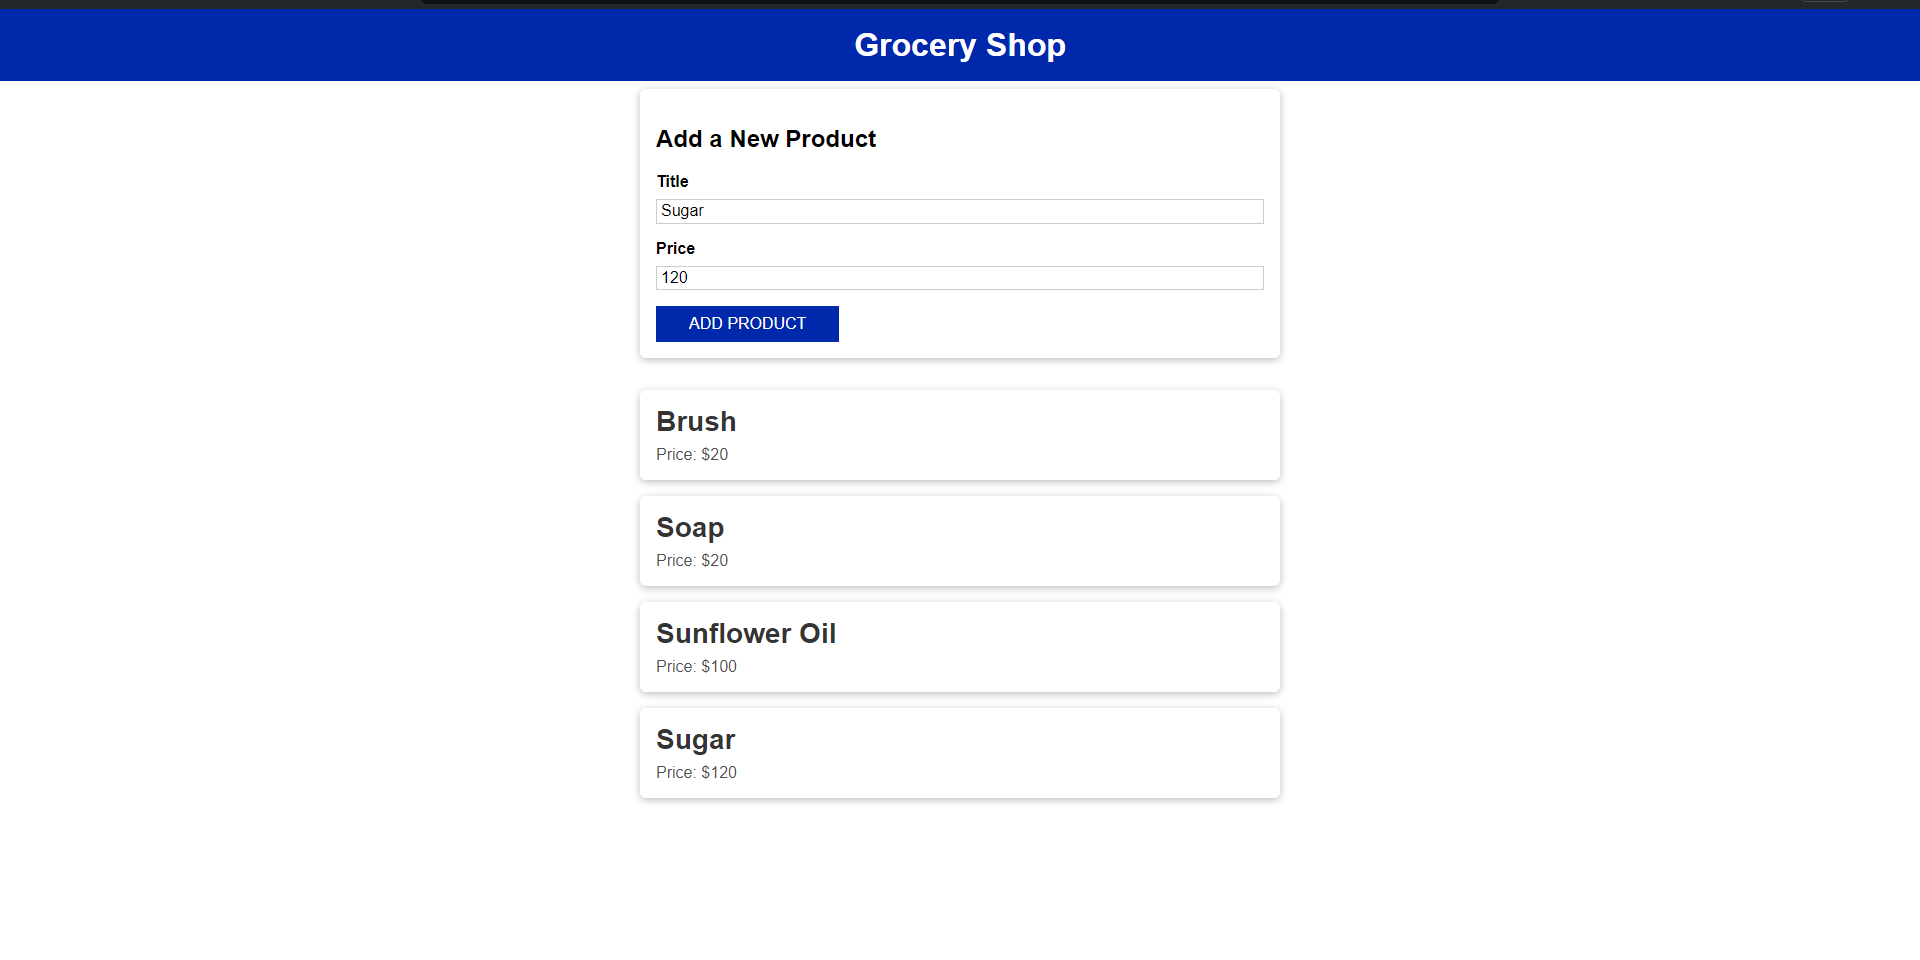 Grocery Shop
Add a New Product
Title
Sugar
Price
120
ADD PRODUCT
Brush
Price: $20
Soap
Price: $20
Sunflower Oil
Price: $100
Sugar
Price: $120